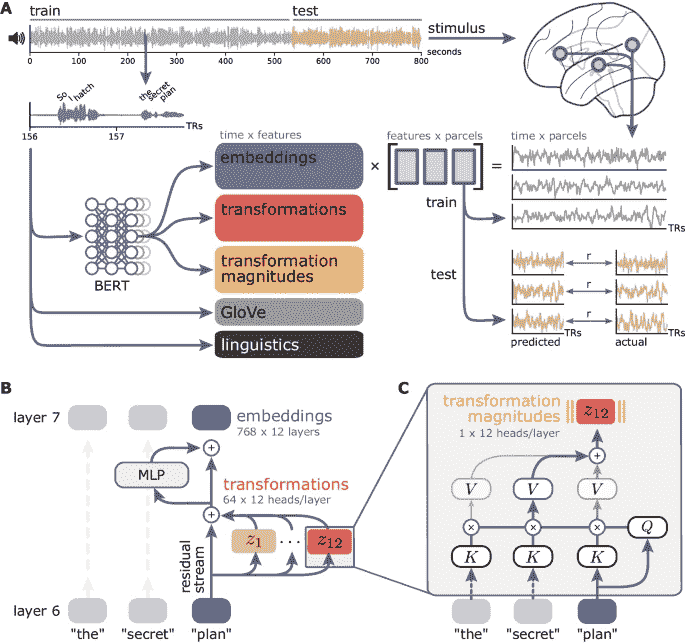 A
train
test
stimulus
0
100
200
300
400
500
600
700
800
seconds
So
I hatch
the
secret
plan
TRs
156
157
time x features
features x parcels
time x parcels
embeddings
×
=
train
transformations
BERT
transformation
magnitudes
test
r
r
r
TRs
TRs
predicted
actual
GloVe
linguistics
B
layer 7
embeddings
768 x 12 layers
+
MLP
transformations
64 x 12 heads/layer
+
z1
···
z12
residual
stream
layer 6
"the"
"secret"
"plan"
C
transformation
magnitudes
||z12||
1 x 12 heads/layer
+
V
V
V
×
×
×
Q
K
K
K
"the"
"secret"
"plan"